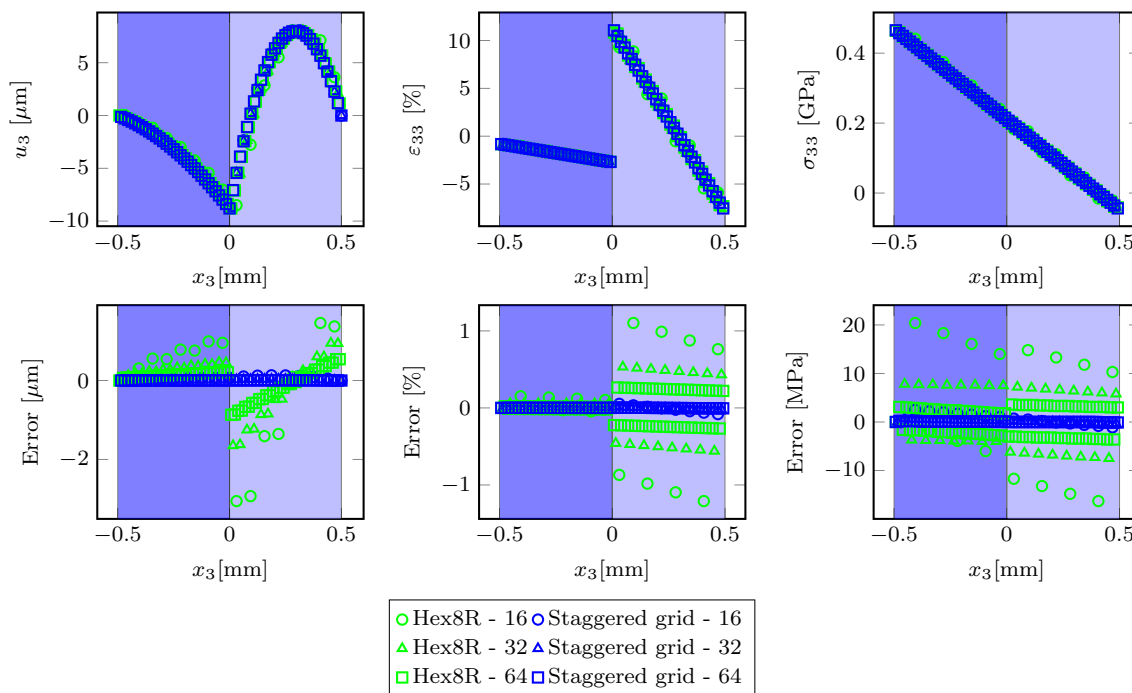 5
0
−5
−10
u3 [μm]
−0.5 0 0.5
x3[mm]
10
5
0
−5
ε33 [%]
−0.5 0 0.5
x3[mm]
0.4
0.2
0
σ33 [GPa]
−0.5 0 0.5
x3[mm]
0
−2
Error [μm]
−0.5 0 0.5
x3[mm]
1
0
−1
Error [%]
−0.5 0 0.5
x3[mm]
20
10
0
−10
Error [MPa]
−0.5 0 0.5
x3[mm]
Hex8R - 16 Staggered grid - 16
Hex8R - 32 Staggered grid - 32
Hex8R - 64 Staggered grid - 64